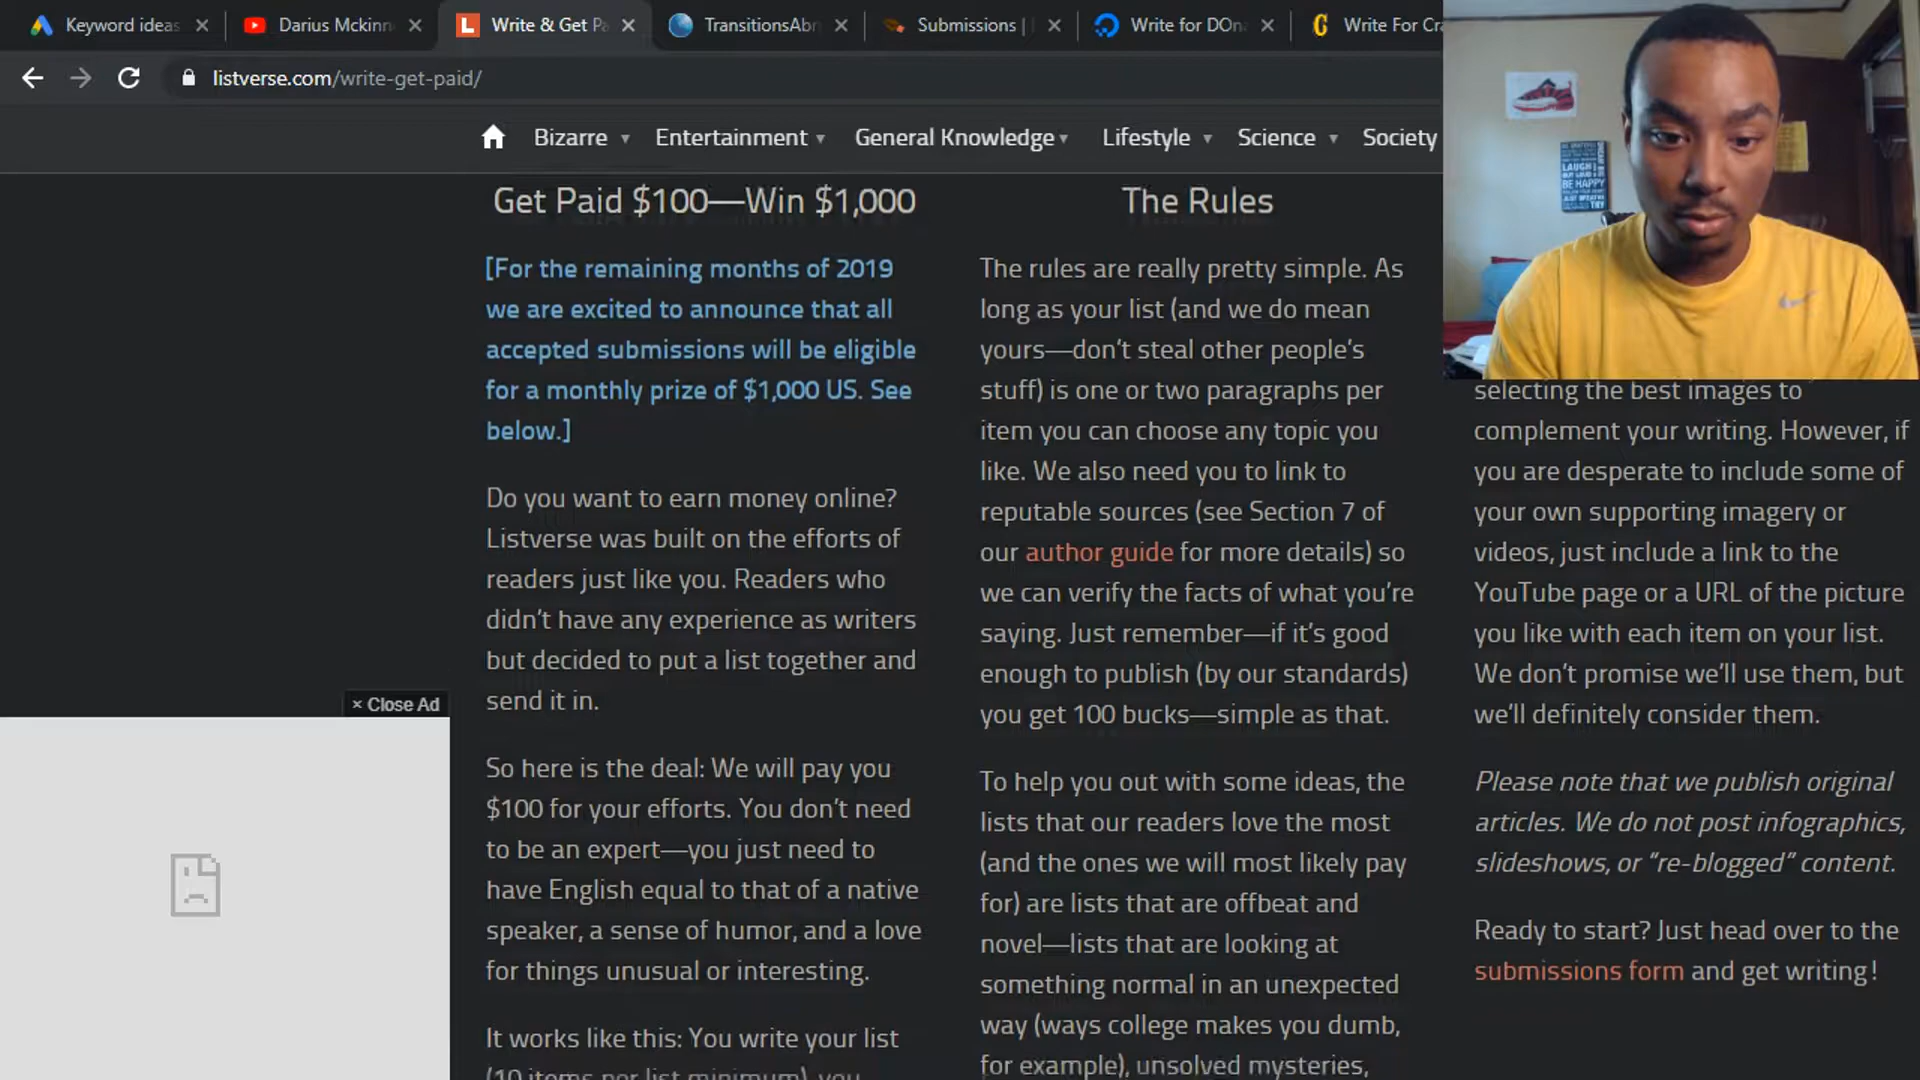 Keyword ideas
Darius Mckinn
Write & Get Pa
TransitionsAbr
Submissions |
Write for DOn
Write For Cra
listverse.com/write-get-paid/
Bizarre
Entertainment
General Knowledge
Lifestyle
Science
Society
Get Paid $100—Win $1,000
[For the remaining months of 2019
we are excited to announce that all
accepted submissions will be eligible
for a monthly prize of $1,000 US. See
below.]
Do you want to earn money online?
Listverse was built on the efforts of
readers just like you. Readers who
didn't have any experience as writers
but decided to put a list together and
send it in.
So here is the deal: We will pay you
$100 for your efforts. You don't need
to be an expert—you just need to
have English equal to that of a native
speaker, a sense of humor, and a love
for things unusual or interesting.
It works like this: You write your list
(10 items per list minimum), you
The Rules
The rules are really pretty simple. As
long as your list (and we do mean
yours—don't steal other people's
stuff) is one or two paragraphs per
item you can choose any topic you
like. We also need you to link to
reputable sources (see Section 7 of
our author guide for more details) so
we can verify the facts of what you're
saying. Just remember—if it's good
enough to publish (by our standards)
you get 100 bucks—simple as that.
To help you out with some ideas, the
lists that our readers love the most
(and the ones we will most likely pay
for) are lists that are offbeat and
novel—lists that are looking at
something normal in an unexpected
way (ways college makes you dumb,
for example), unsolved mysteries,
selecting the best images to
complement your writing. However, if
you are desperate to include some of
your own supporting imagery or
videos, just include a link to the
YouTube page or a URL of the picture
you like with each item on your list.
We don't promise we'll use them, but
we'll definitely consider them.
Please note that we publish original
articles. We do not post infographics,
slideshows, or "re-blogged" content.
Ready to start? Just head over to the
submissions form and get writing!
× Close Ad
LAUGH
BE HAPPY